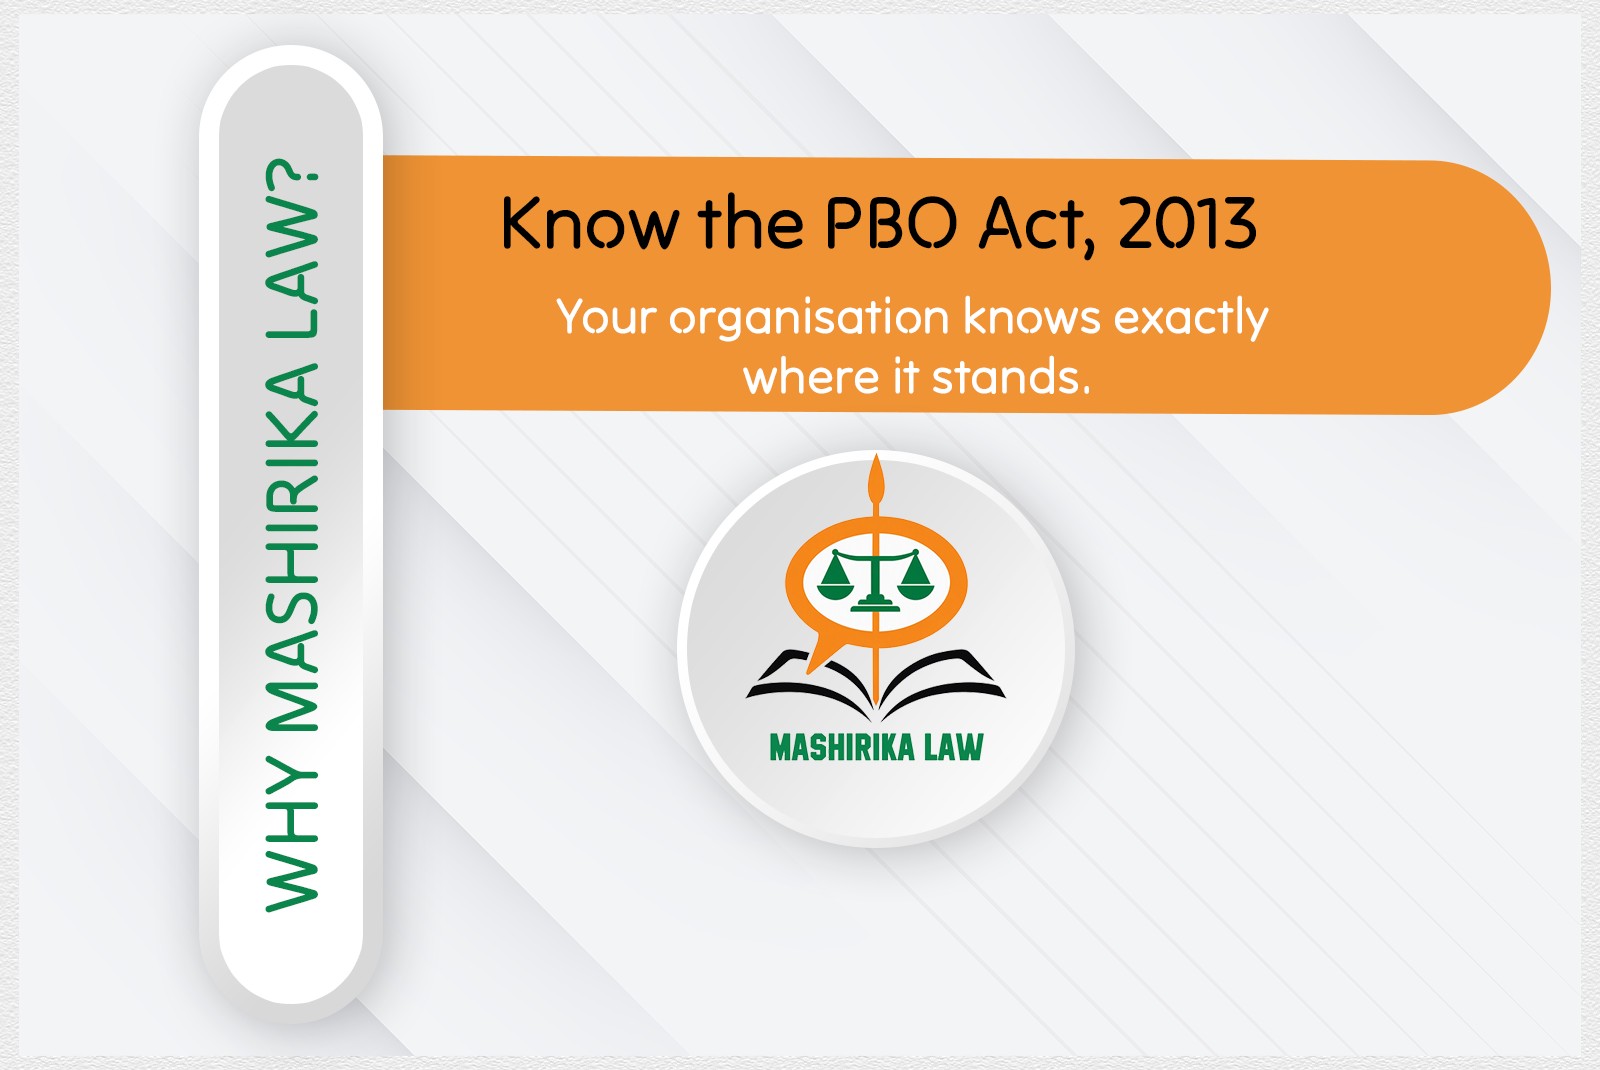 WHY MASHIRIKA LAW?
Know the PBO Act, 2013
Your organisation knows exactly
where it stands.
MASHIRIKA LAW